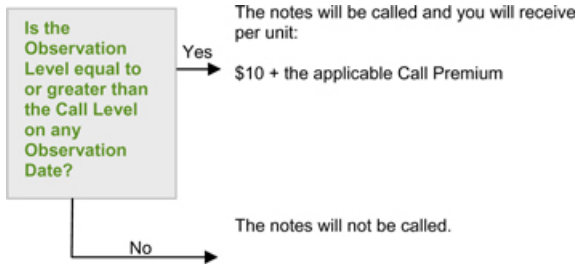 Is the
Observation
Level equal to
or greater than
the Call Level
on any
Observation
Date?
Yes
The notes will be called and you will receive
per unit:
$10 + the applicable Call Premium
No
The notes will not be called.